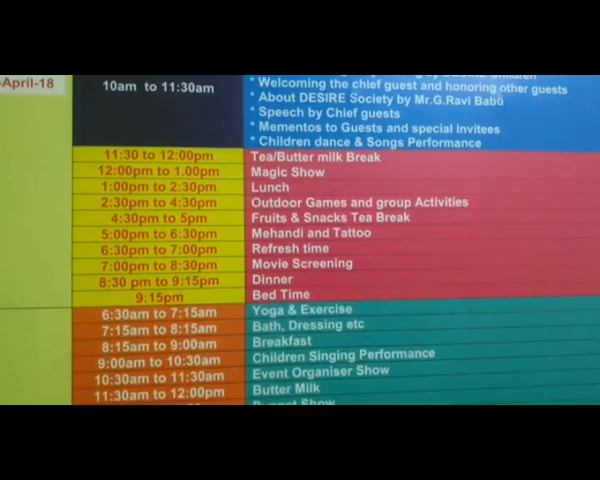 April-18
10am to 11:30am
* Welcoming the chief guest and honoring other guests
* About DESIRE Society by Mr.G.Ravi Babu
* Speech by Chief guests
* Mementos to Guests and special invitees
* Children dance & Songs Performance
11:30 to 12:00pm Tea/Butter milk Break
12:00pm to 1.00pm Magic Show
1:00pm to 2:30pm Lunch
2:30pm to 4:30pm Outdoor Games and group Activities
4:30pm to 5pm Fruits & Snacks Tea Break
5:00pm to 6:30pm Mehandi and Tattoo
6:30pm to 7:00pm Refresh time
7:00pm to 8:30pm Movie Screening
8:30 pm to 9:15pm Dinner
9:15pm Bed Time
6:30am to 7:15am Yoga & Exercise
7:15am to 8:15am Bath, Dressing etc
8:15am to 9:00am Breakfast
9:00am to 10:30am Children Singing Performance
10:30am to 11:30am Event Organiser Show
11:30am to 12:00pm Butter Milk
Puppet Show